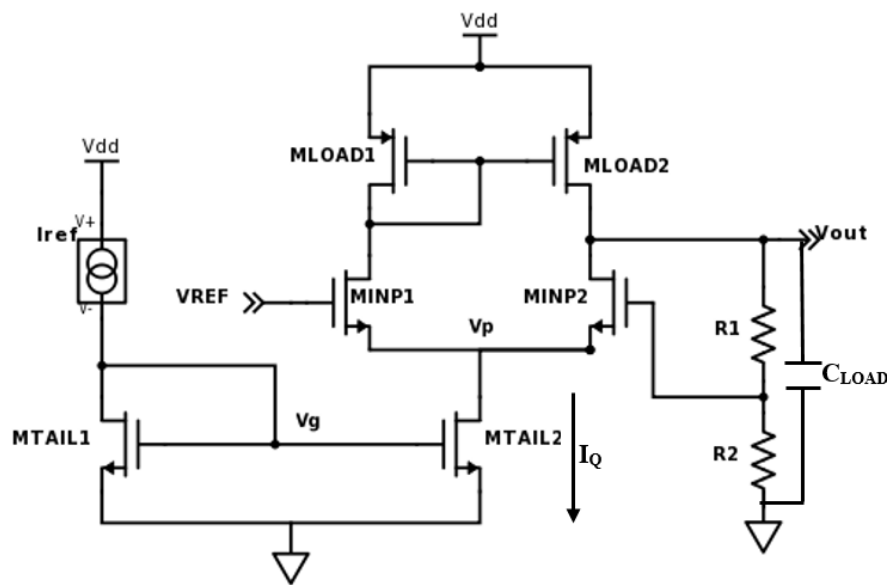 Vdd
Vdd
MLOAD1
MLOAD2
V+
Iref
Vout
VREF
MINP1
MINP2
V-
Vp
R1
CLOAD
Vg
MTAIL1
MTAIL2
IQ
R2